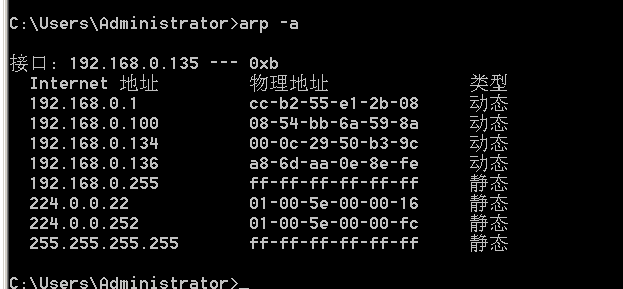 C:\Users\Administrator>arp -a
接口: 192.168.0.135 --- 0xb
Internet 地址 物理地址 类型
192.168.0.1 cc-b2-55-e1-2b-08 动态
192.168.0.100 08-54-bb-6a-59-8a 动态
192.168.0.134 00-0c-29-50-b3-9c 动态
192.168.0.136 a8-6d-aa-0e-8e-fe 动态
192.168.0.255 ff-ff-ff-ff-ff-ff 静态
224.0.0.22 01-00-5e-00-00-16 静态
224.0.0.252 01-00-5e-00-00-fc 静态
255.255.255.255 ff-ff-ff-ff-ff-ff 静态
C:\Users\Administrator>_